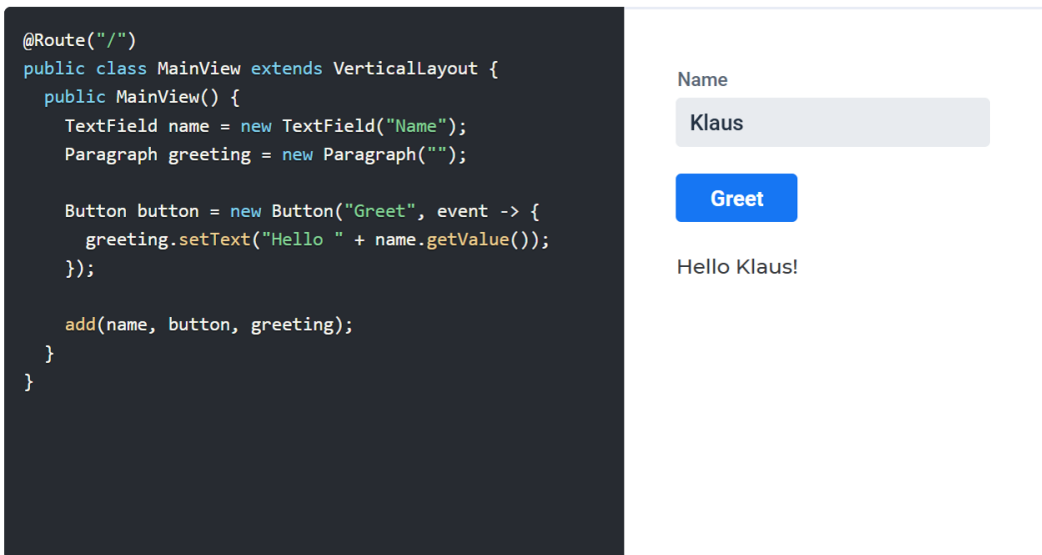 @Route("/")
public class MainView extends VerticalLayout {
  public MainView() {
    TextField name = new TextField("Name");
    Paragraph greeting = new Paragraph("");

    Button button = new Button("Greet", event -> {
      greeting.setText("Hello " + name.getValue());
    });

    add(name, button, greeting);
  }
}
Name
Klaus
Greet
Hello Klaus!